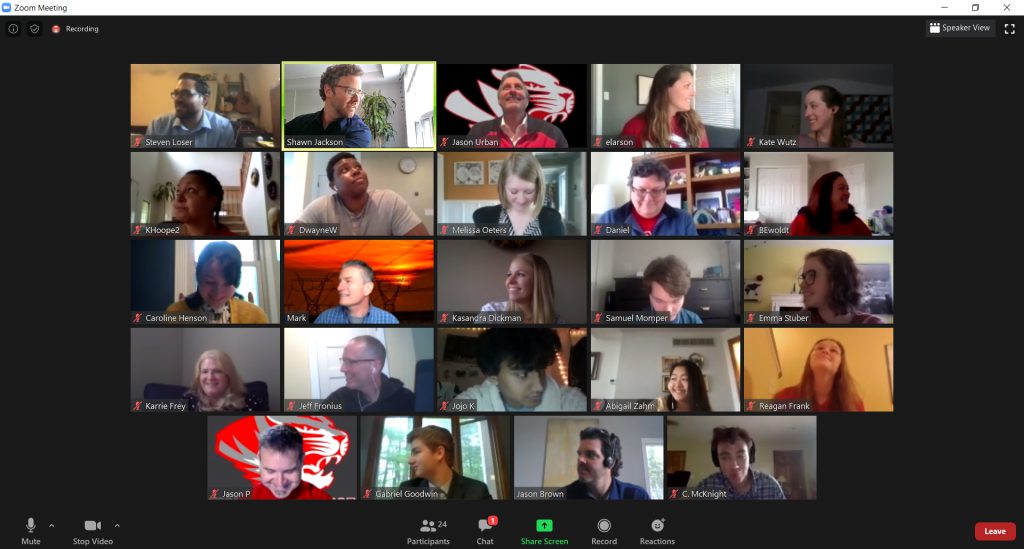 Zoom Meeting
Recording
Speaker View
Steven Loser
Shawn Jackson
Jason Urban
elarson
Kate Wutz
KHoope2
DwayneW
Melissa Oeters
Daniel
BEwoldt
Caroline Henson
Mark
Kasandra Dickman
Samuel Momper
Emma Stuber
Karrie Frey
Jeff Fronius
Jojo K
Abigail Zahm
Reagan Frank
Jason P
Gabriel Goodwin
Jason Brown
C. McKnight
24
1
Mute
Stop Video
Participants
Chat
Share Screen
Record
Reactions
Leave